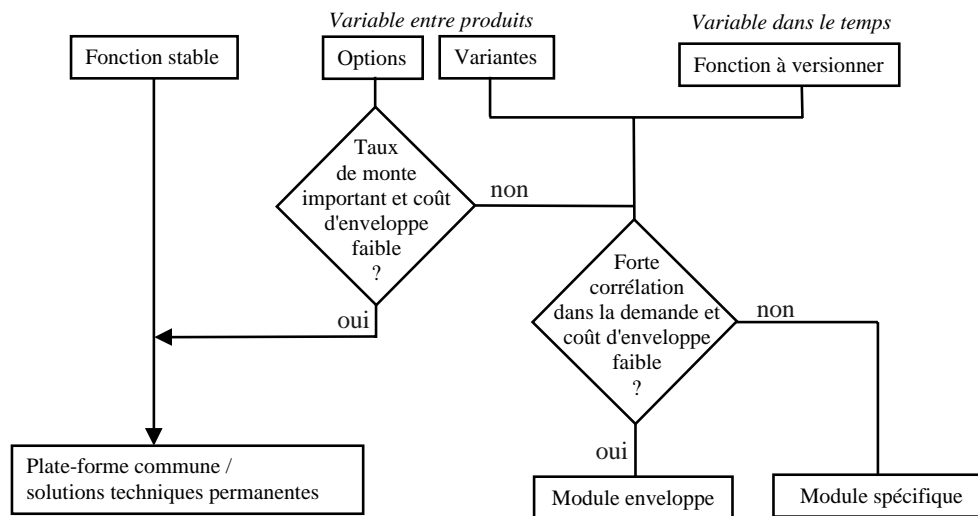 Variable entre produits
Variable dans le temps
Fonction stable
Options
Variantes
Fonction à versionner
Taux
de monte
important et coût
d'enveloppe
faible
?
non
oui
Forte
corrélation
dans la demande et
coût d'enveloppe
faible
?
non
oui
Plate-forme commune /
solutions techniques permanentes
Module enveloppe
Module spécifique